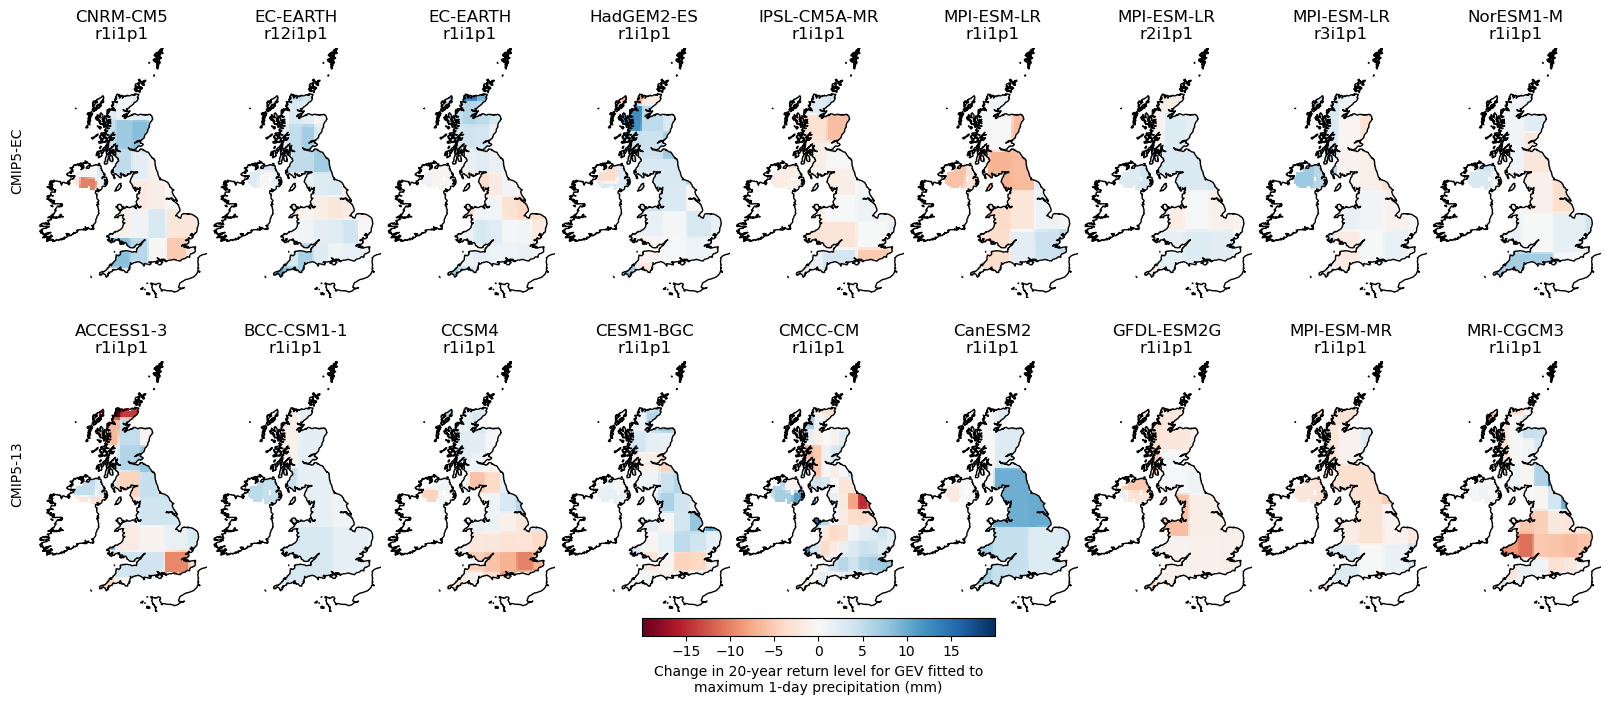 CNRM-CM5 EC-EARTH EC-EARTH HadGEM2-ES IPSL-CM5A-MR MPI-ESM-LR MPI-ESM-LR MPI-ESM-LR NorESM1-M
r1i1p1 r12i1p1 r1i1p1 r1i1p1 r1i1p1 r1i1p1 r2i1p1 r3i1p1 r1i1p1
CMIP5-EC
ACCESS1-3 BCC-CSM1-1 CCSM4 CESM1-BGC CMCC-CM CanESM2 GFDL-ESM2G MPI-ESM-MR MRI-CGCM3
r1i1p1 r1i1p1 r1i1p1 r1i1p1 r1i1p1 r1i1p1 r1i1p1 r1i1p1 r1i1p1
CMIP5-13
−15 −10 −5 0 5 10 15
Change in 20-year return level for GEV fitted to
maximum 1-day precipitation (mm)